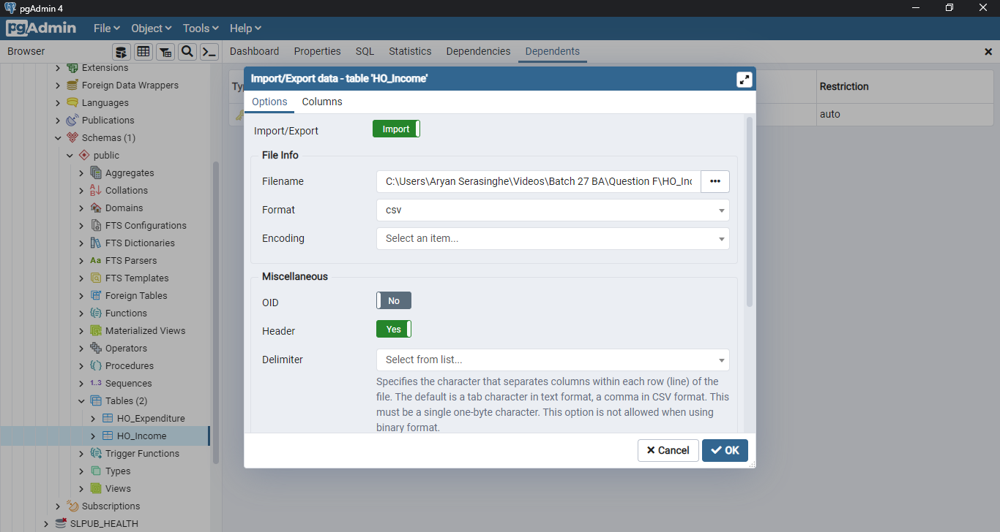 pgAdmin 4
pgAdmin File Object Tools Help
Browser
Dashboard Properties SQL Statistics Dependencies Dependents
Extensions
Foreign Data Wrappers
Languages
Publications
Schemas (1)
public
Aggregates
Collations
Domains
FTS Configurations
FTS Dictionaries
Aa FTS Parsers
FTS Templates
Foreign Tables
Functions
Materialized Views
Operators
Procedures
1..3 Sequences
Tables (2)
HO_Expenditure
HO_Income
Trigger Functions
Types
Views
Subscriptions
SLPUB_HEALTH
Restriction
auto
Import/Export data - table 'HO_Income'
Options Columns
Import/Export Import
File Info
Filename C:\Users\Aryan Serasinghe\Videos\Batch 27 BA\Question F\HO_Inc
Format csv
Encoding Select an item...
Miscellaneous
OID No
Header Yes
Delimiter Select from list...
Specifies the character that separates columns within each row (line) of the
file. The default is a tab character in text format, a comma in CSV format. This
must be a single one-byte character. This option is not allowed when using
binary format.
Cancel OK